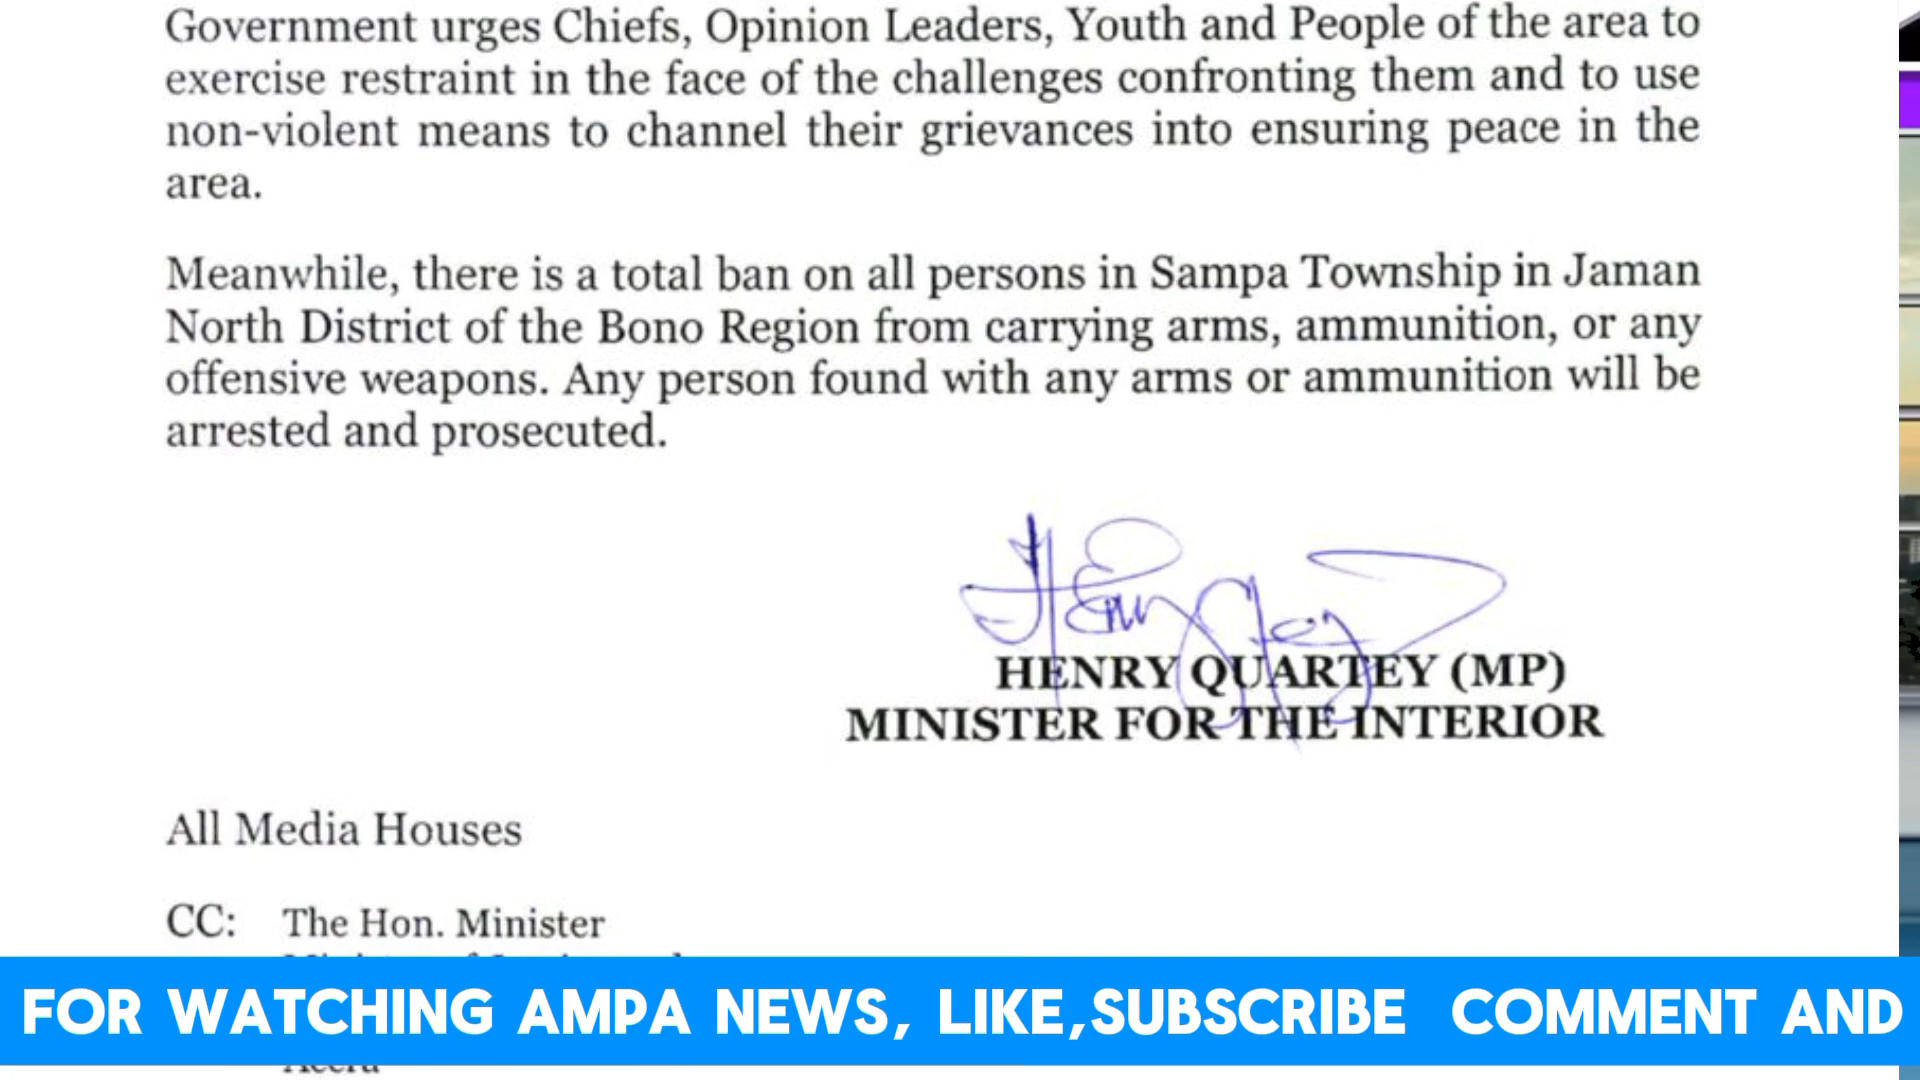 Government urges Chiefs, Opinion Leaders, Youth and People of the area to
exercise restraint in the face of the challenges confronting them and to use
non-violent means to channel their grievances into ensuring peace in the
area.
Meanwhile, there is a total ban on all persons in Sampa Township in Jaman
North District of the Bono Region from carrying arms, ammunition, or any
offensive weapons. Any person found with any arms or ammunition will be
arrested and prosecuted.
HENRY QUARTEY (MP)
MINISTER FOR THE INTERIOR
All Media Houses
CC: The Hon. Minister
FOR WATCHING AMPA NEWS, LIKE,SUBSCRIBE COMMENT AND